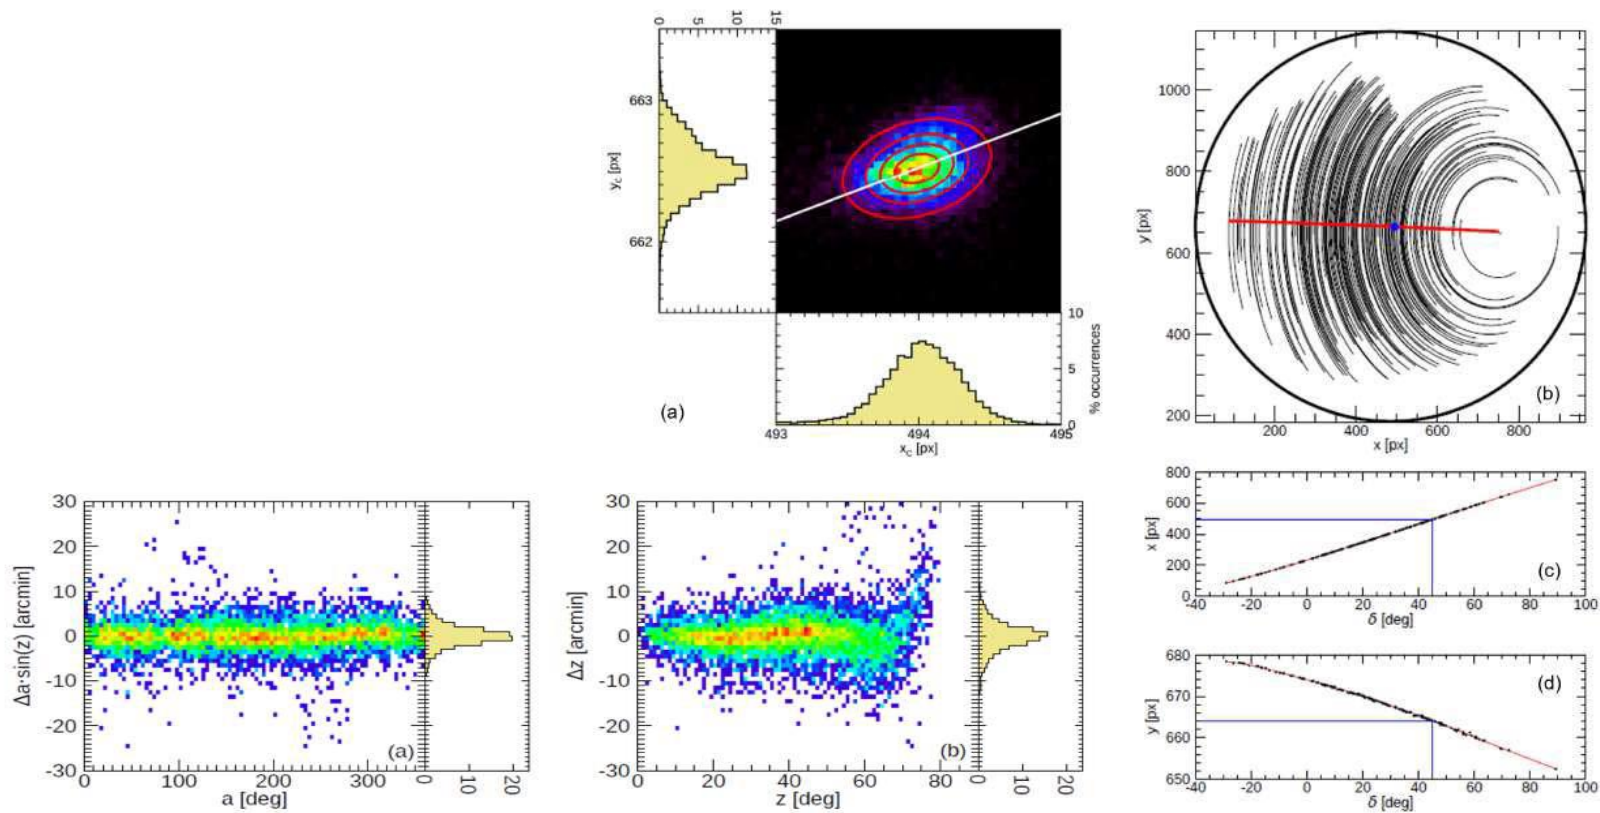 0 5 10 15
663
662
y_c [px]
(a)
10
5
0
% occurrences
493 494 495
x_c [px]
1000
800
600
400
200
y [px]
(b)
200 400 600 800
x [px]
30
20
10
0
-10
-20
-30
Δa·sin(z) [arcmin]
(a)
0 100 200 300 0 10 20
a [deg]
30
20
10
0
-10
-20
-30
Δz [arcmin]
(b)
0 20 40 60 80 0 10 20
z [deg]
800
600
400
200
0
x [px]
(c)
-40 -20 0 20 40 60 80 100
δ [deg]
680
670
660
650
y [px]
(d)
-40 -20 0 20 40 60 80 100
δ [deg]